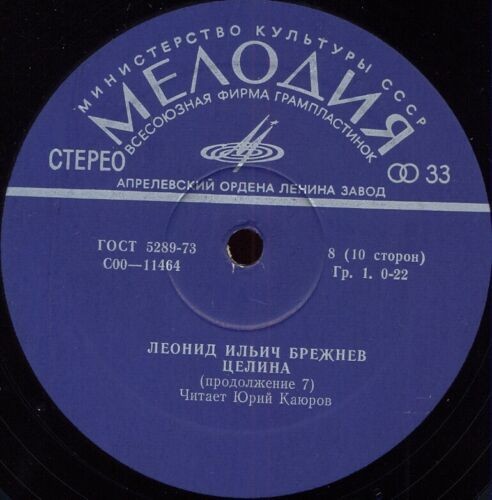 МИНИСТЕРСТВО КУЛЬТУРЫ СССР
МЕЛОДИЯ
ВСЕСОЮЗНАЯ ФИРМА ГРАМПЛАСТИНОК
СТЕРЕО 33
АПРЕЛЕВСКИЙ ОРДЕНА ЛЕНИНА ЗАВОД
ГОСТ 5289-73 8 (10 сторон)
С00—11464 Гр. 1. 0-22
ЛЕОНИД ИЛЬИЧ БРЕЖНЕВ
ЦЕЛИНА
(продолжение 7)
Читает Юрий Каюров